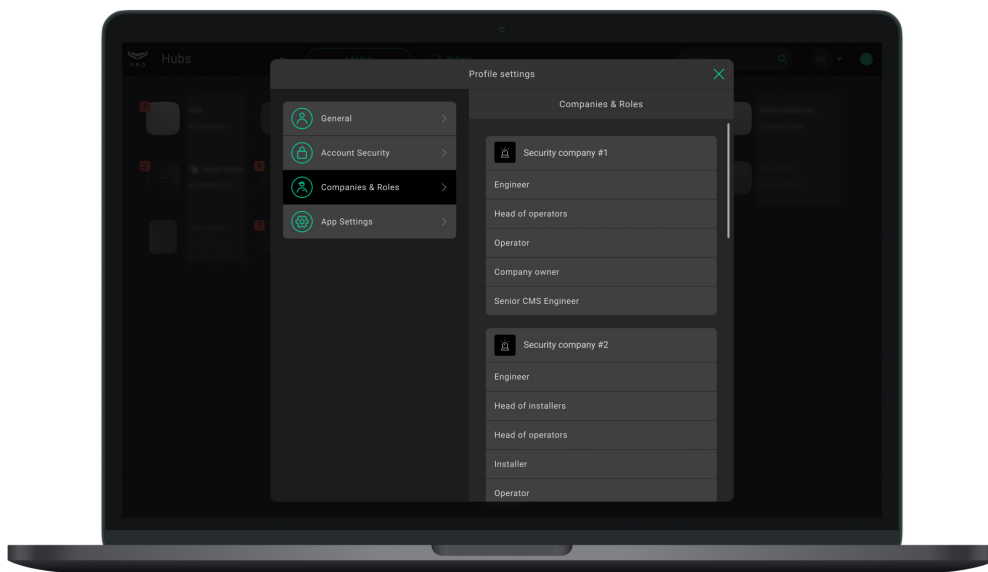 PRO
Hubs
Profile settings
General
Account Security
Companies & Roles
App Settings
Companies & Roles
Security company #1
Engineer
Head of operators
Operator
Company owner
Senior CMS Engineer
Security company #2
Engineer
Head of installers
Head of operators
Installer
Operator